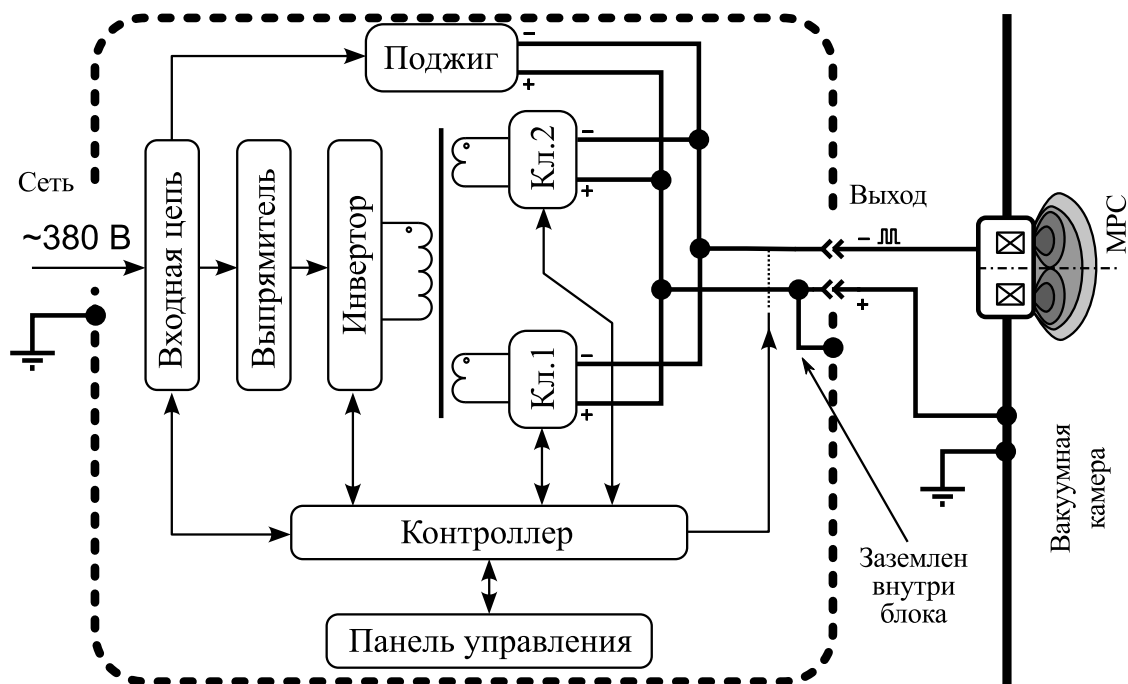 Поджиг
–
+
Кл.2
–
+
Сеть
~380 В
Входная цепь
Выпрямитель
Инвертор
Выход
–
+
МРС
Кл.1
–
+
Контроллер
Панель управления
Заземлен
внутри
блока
Вакуумная
камера